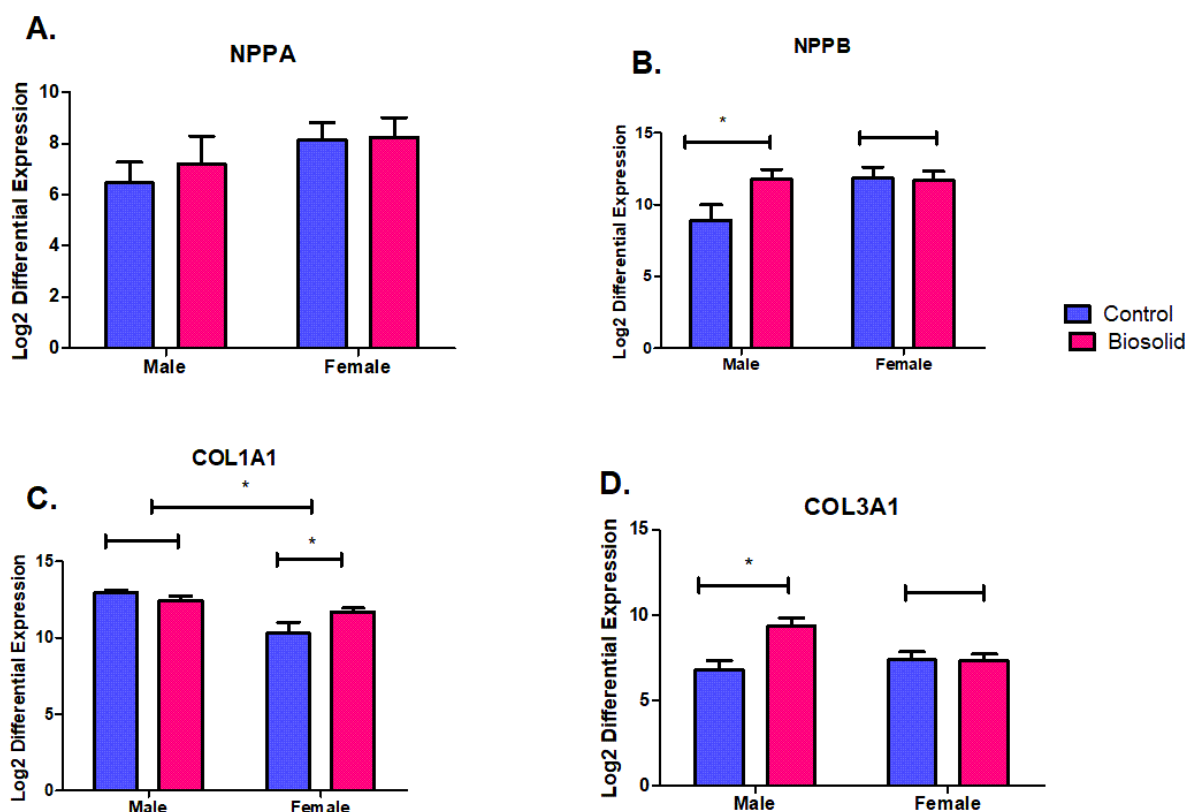 A.
NPPA
Log2 Differential Expression
10
8
6
4
2
0
Male Female
B.
NPPB
Log2 Differential Expression
15
10
5
0
*
Male Female
Control
Biosolid
C.
COL1A1
Log2 Differential Expression
15
10
5
0
*
*
Male Female
D.
COL3A1
Log2 Differential Expression
15
10
5
0
*
Male Female